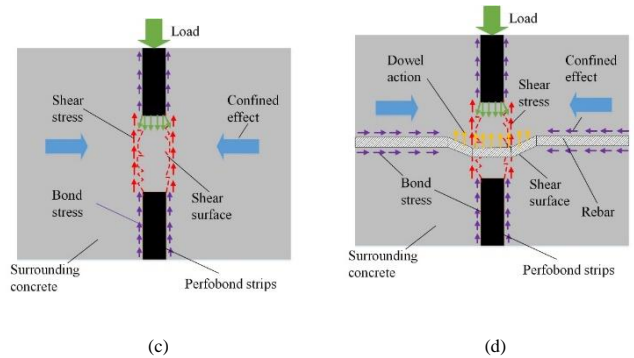 Load
Shear
stress
Confined
effect
Bond
stress
Shear
surface
Surrounding
concrete
Perfobond strips
(c)
Load
Dowel
action
Shear
stress
Confined
effect
Bond
stress
Shear
surface
Rebar
Surrounding
concrete
Perfobond strips
(d)